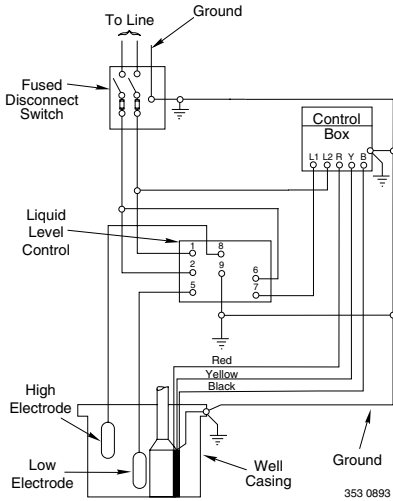 Ground
To Line
Fused
Disconnect
Switch
Control
Box
L1 L2 R Y B
Liquid
Level
Control
1
8
2
9
6
5
7
Red
Yellow
Black
High
Electrode
Low
Electrode
Well
Casing
Ground
353 0893